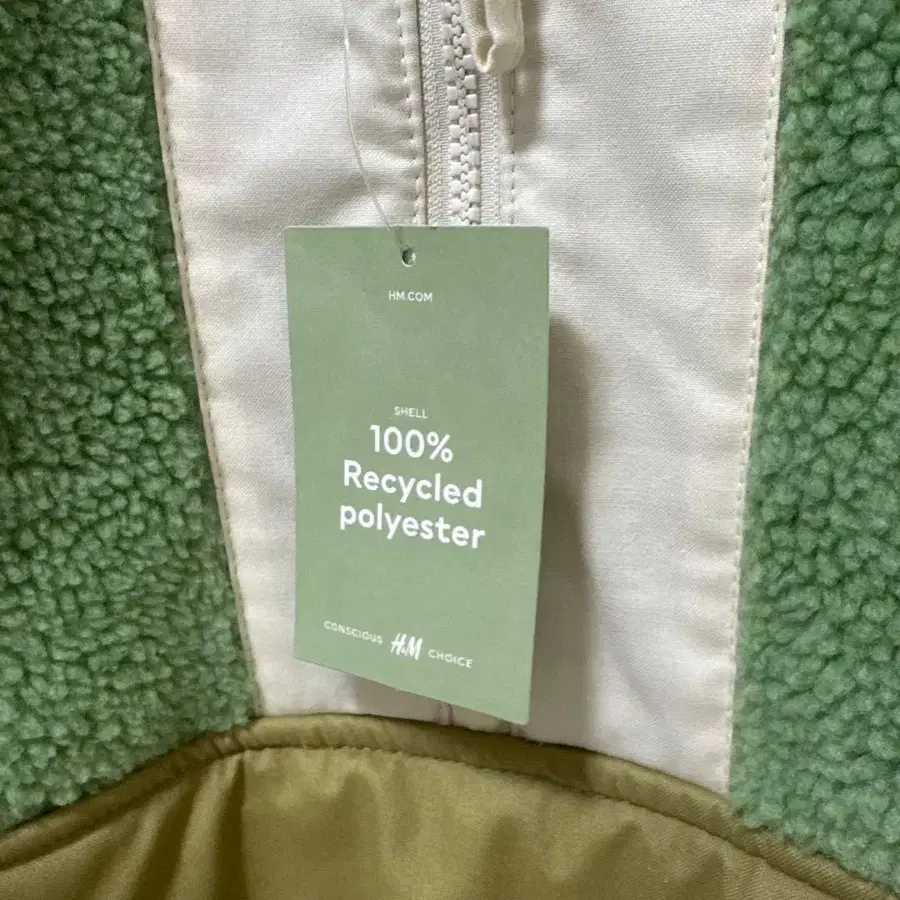 HM.COM
SHELL
100%
Recycled
polyester
CONSCIOUS H&M CHOICE